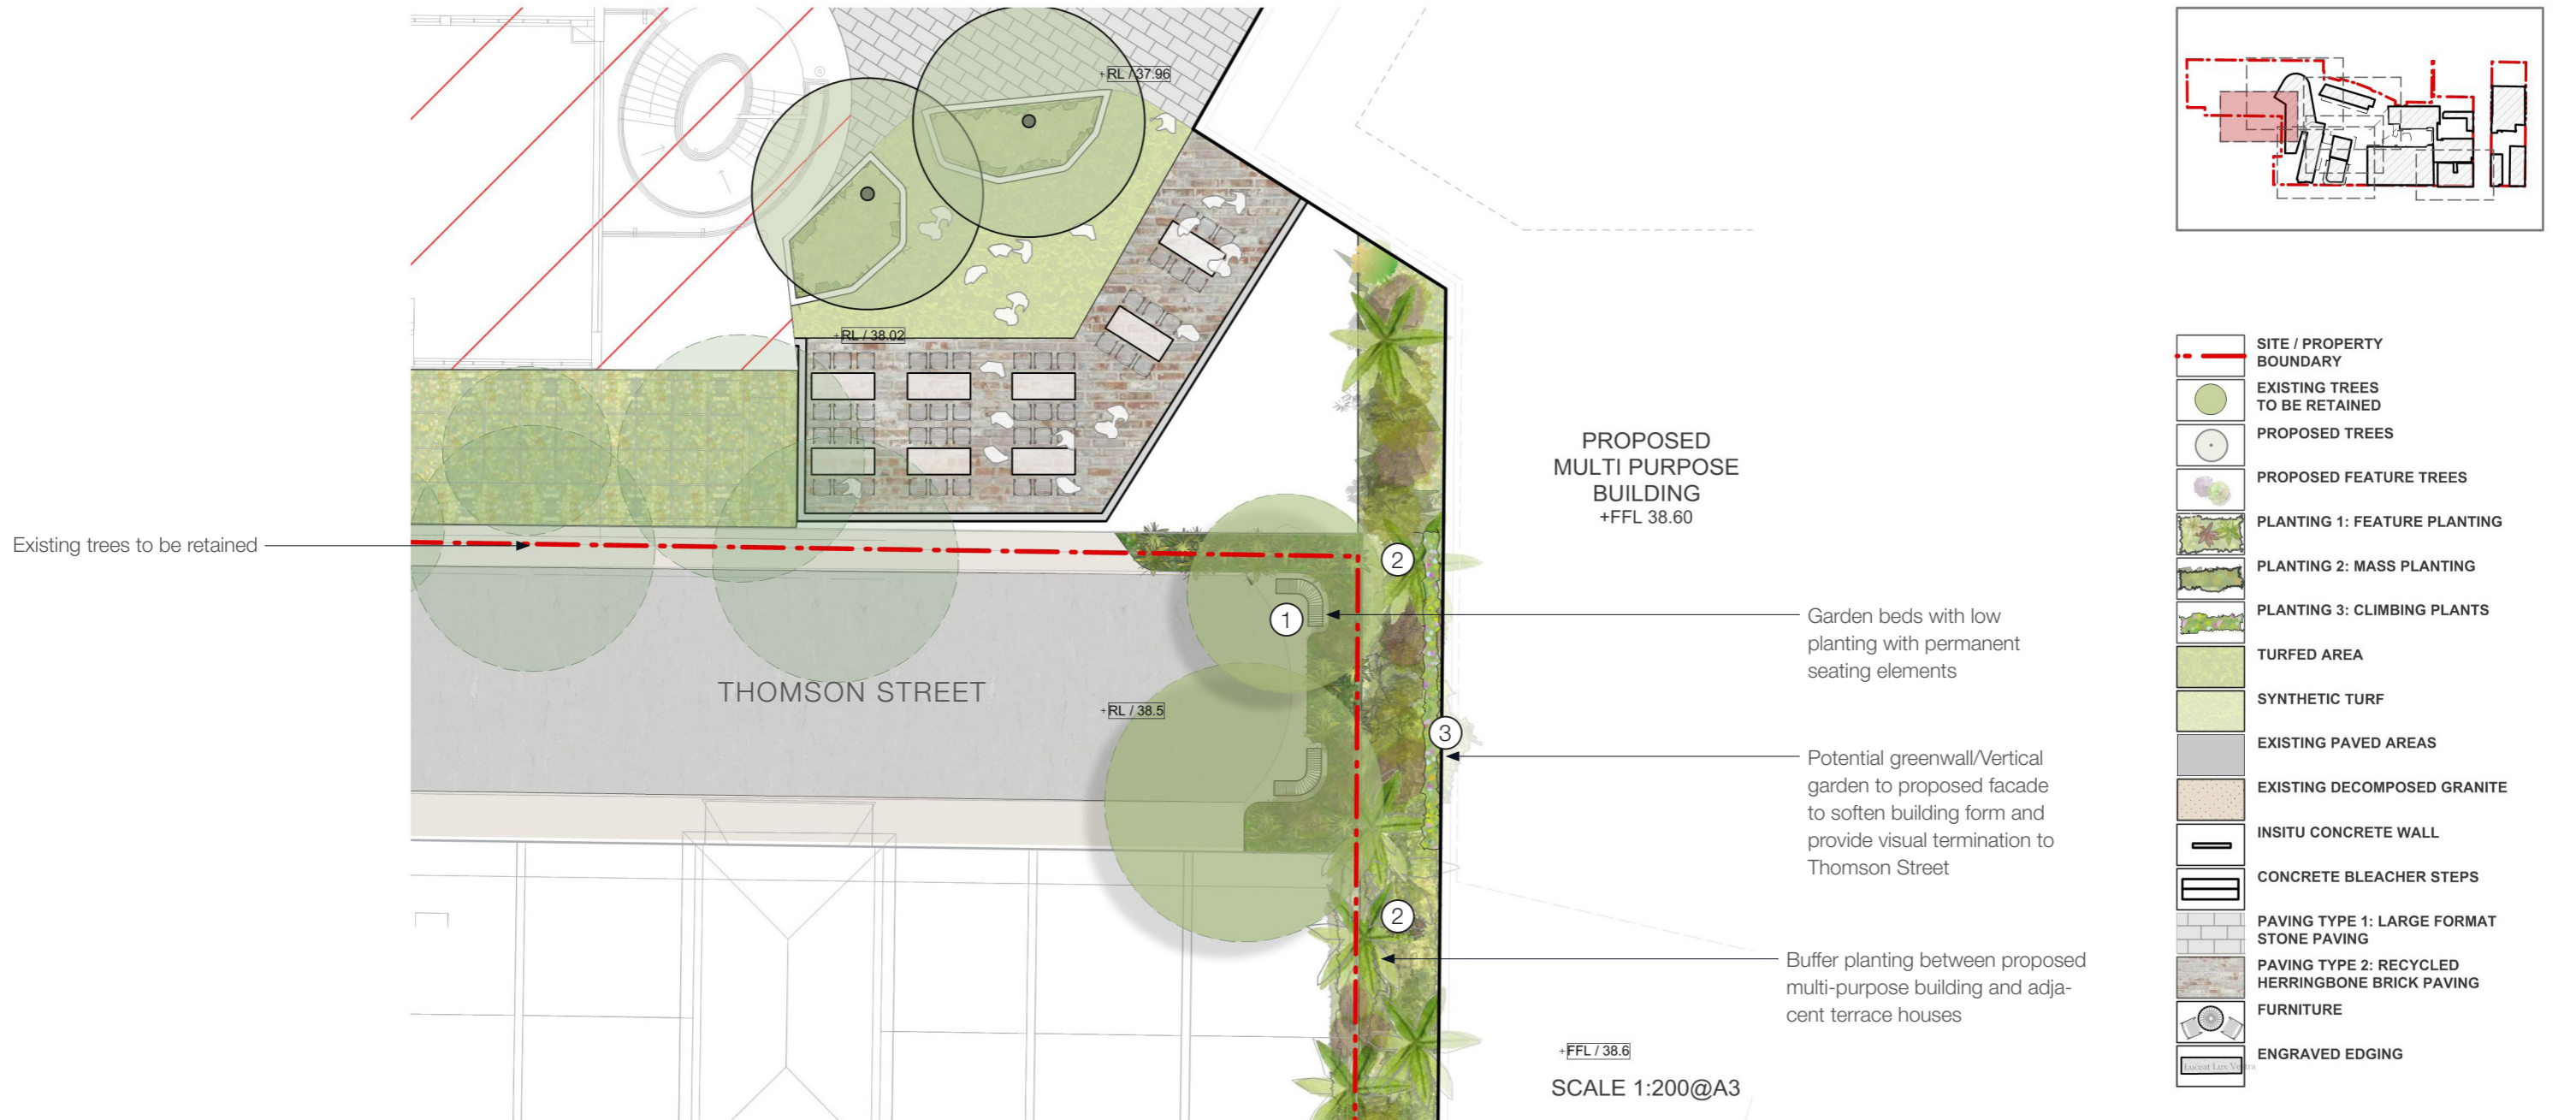 +RL / 37.96
+RL / 38.02
PROPOSED
MULTI PURPOSE
BUILDING
+FFL 38.60
Existing trees to be retained
2
1
Garden beds with low
planting with permanent
seating elements
THOMSON STREET
+RL / 38.5
3
Potential greenwall/Vertical
garden to proposed facade
to soften building form and
provide visual termination to
Thomson Street
2
Buffer planting between proposed
multi-purpose building and adja-
cent terrace houses
+FFL / 38.6
SCALE 1:200@A3
SITE / PROPERTY
BOUNDARY
EXISTING TREES
TO BE RETAINED
PROPOSED TREES
PROPOSED FEATURE TREES
PLANTING 1: FEATURE PLANTING
PLANTING 2: MASS PLANTING
PLANTING 3: CLIMBING PLANTS
TURFED AREA
SYNTHETIC TURF
EXISTING PAVED AREAS
EXISTING DECOMPOSED GRANITE
INSITU CONCRETE WALL
CONCRETE BLEACHER STEPS
PAVING TYPE 1: LARGE FORMAT
STONE PAVING
PAVING TYPE 2: RECYCLED
HERRINGBONE BRICK PAVING
FURNITURE
ENGRAVED EDGING
Luceat Lux Vestra